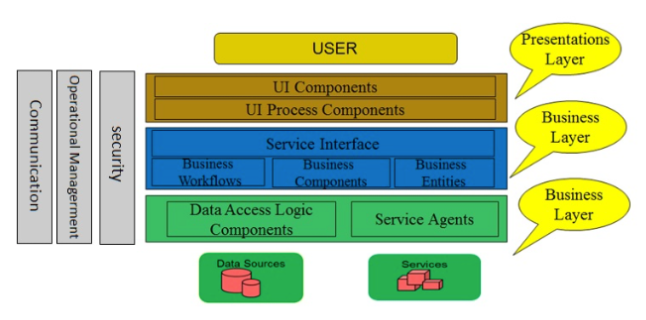 USER
Presentations
Layer
Communication
Operational Managerment
security
UI Components
UI Process Components
Business
Layer
Service Interface
Business
Workflows
Business
Components
Business
Entities
Business
Layer
Data Access Logic
Components
Service Agents
Data Sources
Services